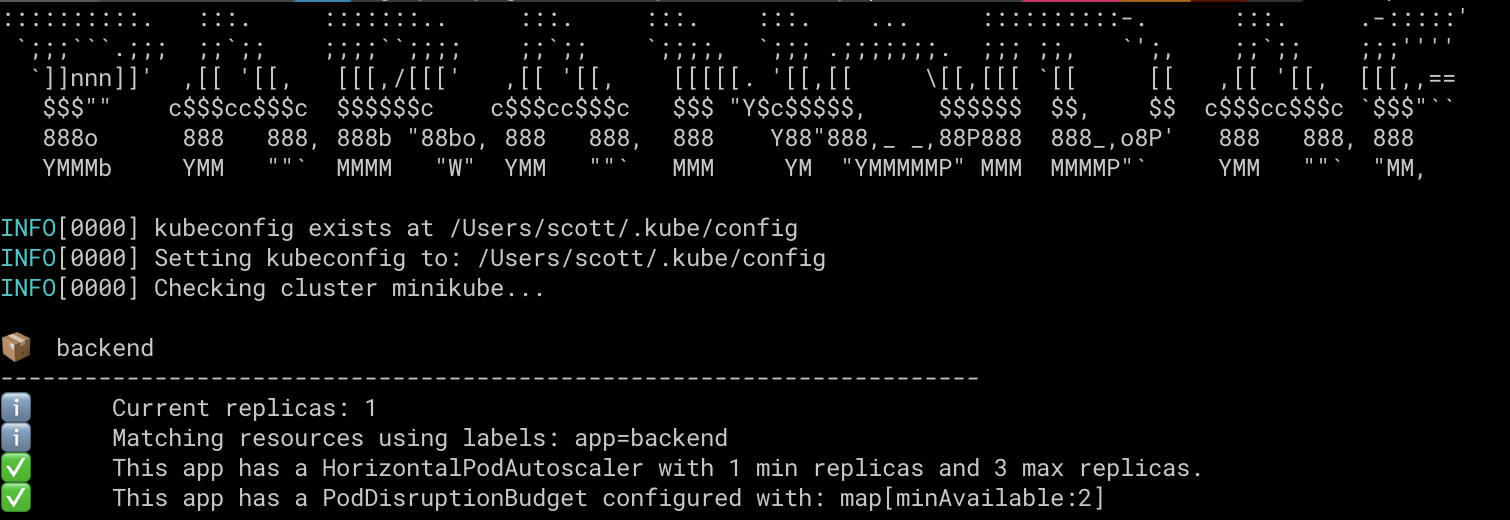 :::::::::.   :::.     :::::::..     :::.     :::.    :::.    ...     ::::::::::-.      :::.     .-:::::'
 `;;;```.;;;  ;;`;;    ;;;;``;;;;    ;;`;;    `;;;;,  `;;; .;;;;;;;.  ;;; ;;,   `';,    ;;`;;    ;;;''''
  `]]nnn]]'  ,[[ '[[,   [[[,/[[['   ,[[ '[[,    [[[[[. '[[,[[     \[[,[[[ `[[     [[   ,[[ '[[,  [[[,,==
   $$$""    c$$$cc$$$c  $$$$$$c    c$$$cc$$$c   $$$ "Y$c$$$$$,     $$$$$$  $$,    $$  c$$$cc$$$c `$$$"``
   888o      888   888, 888b "88bo, 888   888,  888    Y88"888,_ _,88P888  888_,o8P'   888   888, 888
   YMMMb     YMM   ""`  MMMM   "W"  YMM   ""`   MMM     YM  "YMMMMMP" MMM  MMMMP"`     YMM   ""`  "MM,
INFO[0000] kubeconfig exists at /Users/scott/.kube/config
INFO[0000] Setting kubeconfig to: /Users/scott/.kube/config
INFO[0000] Checking cluster minikube...
📦 backend
----------------------------------------------------------------------
ℹ️ Current replicas: 1
ℹ️ Matching resources using labels: app=backend
✅ This app has a HorizontalPodAutoscaler with 1 min replicas and 3 max replicas.
✅ This app has a PodDisruptionBudget configured with: map[minAvailable:2]